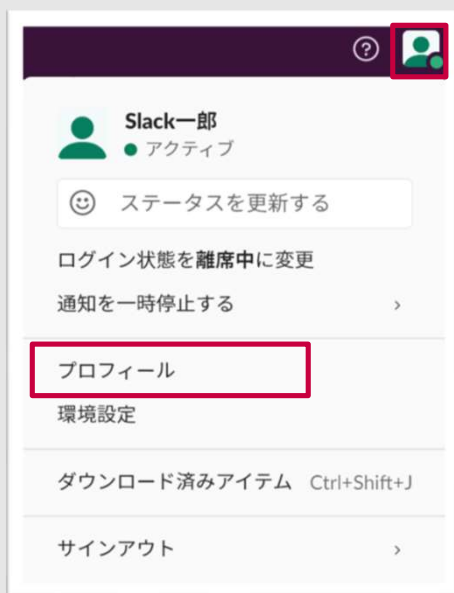 ?
Slack一郎
アクティブ
ステータスを更新する
ログイン状態を離席中に変更
通知を一時停止する
プロフィール
環境設定
ダウンロード済みアイテム Ctrl+Shift+J
サインアウト